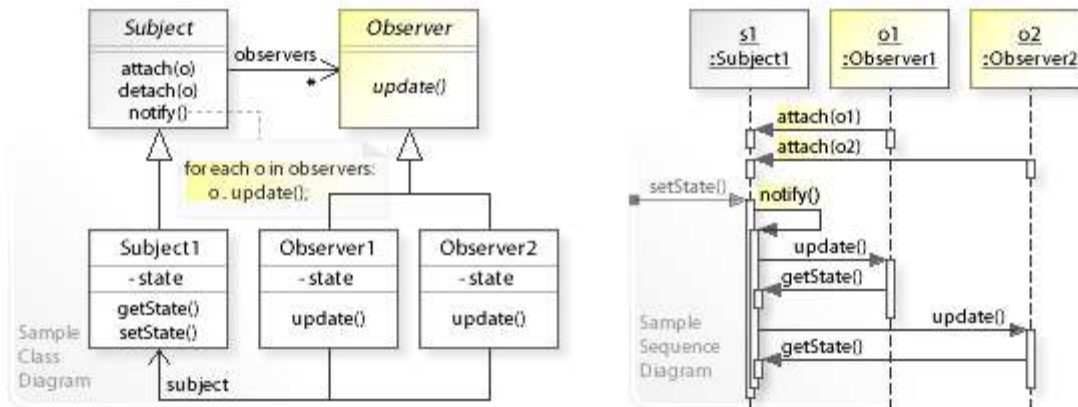 Subject
attach(o)
detach(o)
notify()
observers
*
Observer
update()
for each o in observers:
o . update();
Subject1
- state
getState()
setState()
Observer1
- state
update()
Observer2
- state
update()
subject
Sample
Class
Diagram
s1
:Subject1
o1
:Observer1
o2
:Observer2
attach(o1)
attach(o2)
setState()
notify()
update()
getState()
update()
getState()
Sample
Sequence
Diagram